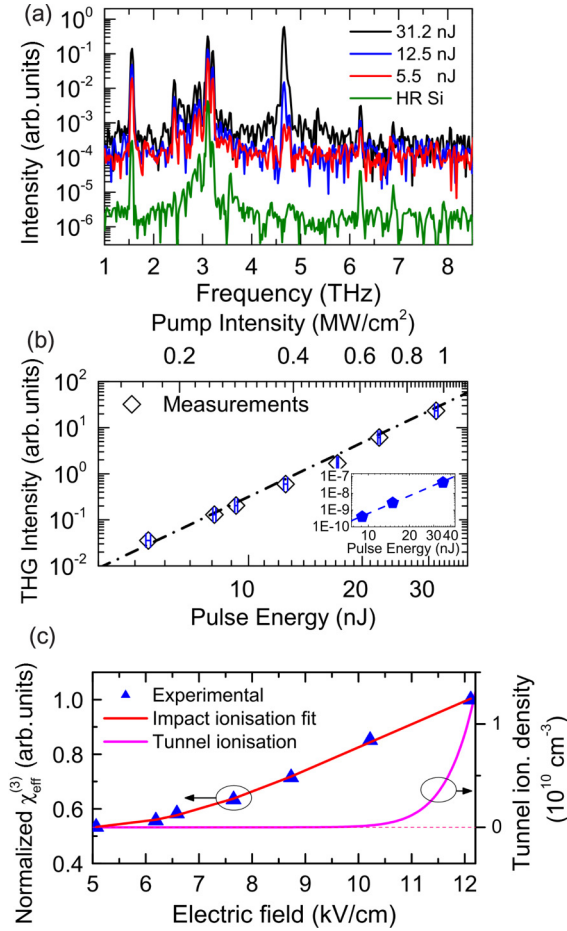 (a)
31.2 nJ
12.5 nJ
5.5 nJ
HR Si
Intensity (arb.units)
10^0
10^-1
10^-2
10^-3
10^-4
10^-5
10^-6
1 2 3 4 5 6 7 8
Frequency (THz)
Pump Intensity (MW/cm^2)
(b)
0.2 0.4 0.6 0.8 1
Measurements
THG Intensity (arb.units)
10^2
10^1
10^0
10^-1
10^-2
1E-7
1E-8
1E-9
1E-10
10 20 30 40
Pulse Energy (nJ)
10 20 30
Pulse Energy (nJ)
(c)
Experimental
Impact ionisation fit
Tunnel ionisation
Normalized χ_eff^(3) (arb.units)
1.0
0.8
0.6
0.4
1
0
Tunnel ion. density
(10^10 cm^-3)
5 6 7 8 9 10 11 12
Electric field (kV/cm)